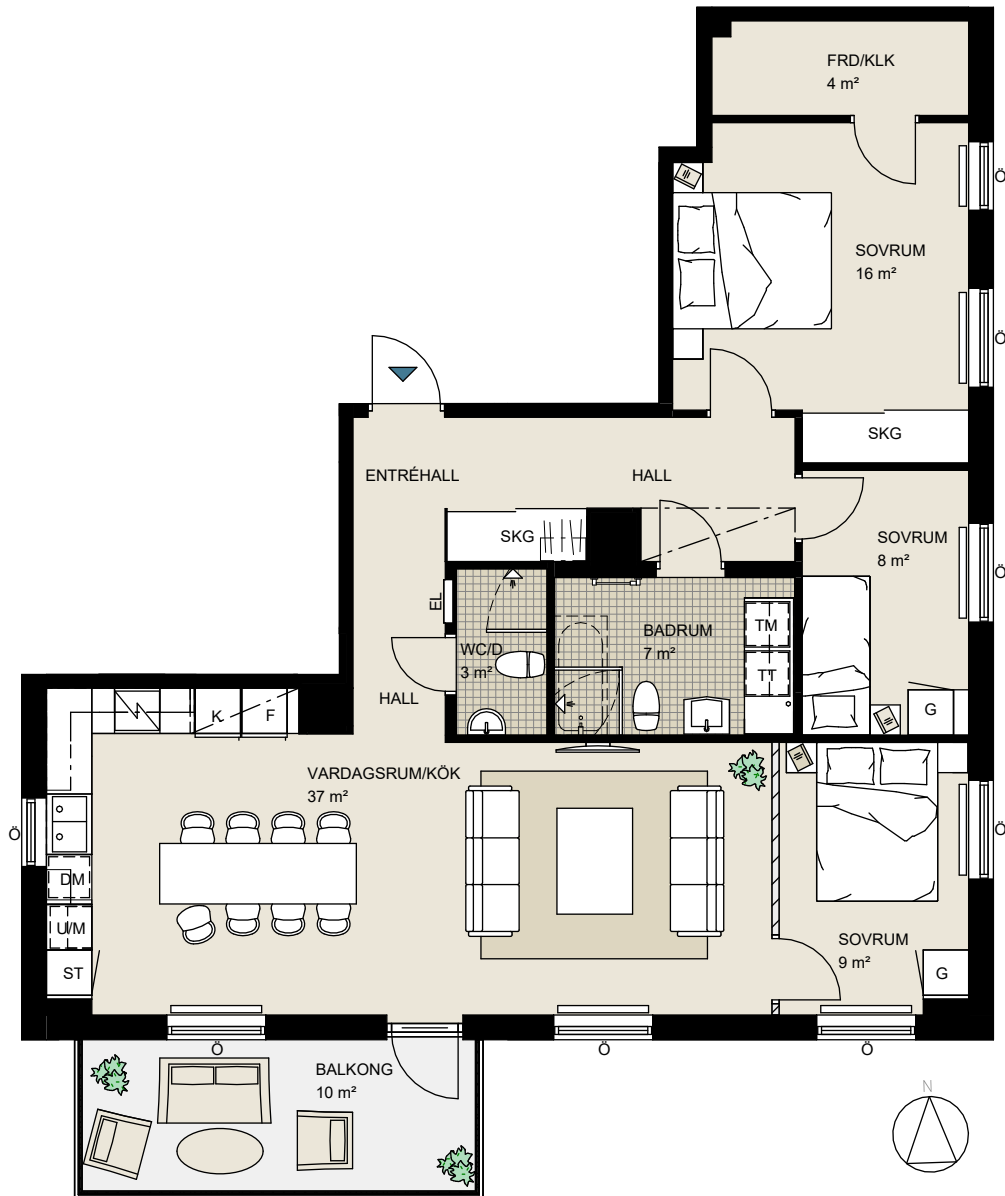 FRD/KLK
4 m²
Ö
SOVRUM
16 m²
Ö
SKG
ENTRÉHALL
HALL
SKG
SOVRUM
8 m²
Ö
EL
WC/D
3 m²
BADRUM
7 m²
TM
TT
HALL
K
F
G
VARDAGSRUM/KÖK
37 m²
Ö
Ö
DM
U/M
ST
SOVRUM
9 m²
G
Ö
Ö
Ö
BALKONG
10 m²
N